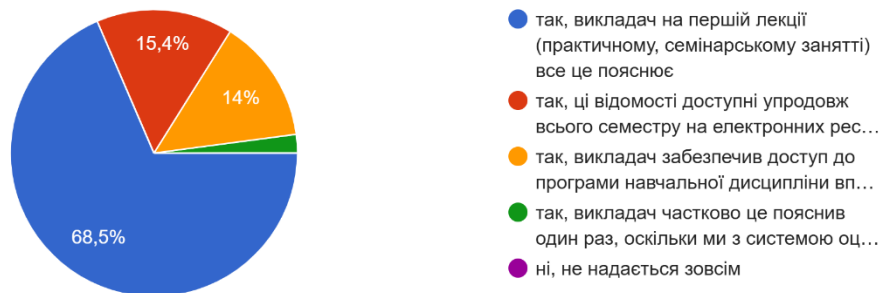 15,4%
14%
68,5%
так, викладач на першій лекції
(практичному, семінарському занятті)
все це пояснює
так, ці відомості доступні упродовж
всього семестру на електронних рес…
так, викладач забезпечив доступ до
програми навчальної дисципліни вп…
так, викладач частково це пояснив
один раз, оскільки ми з системою оц…
ні, не надається зовсім